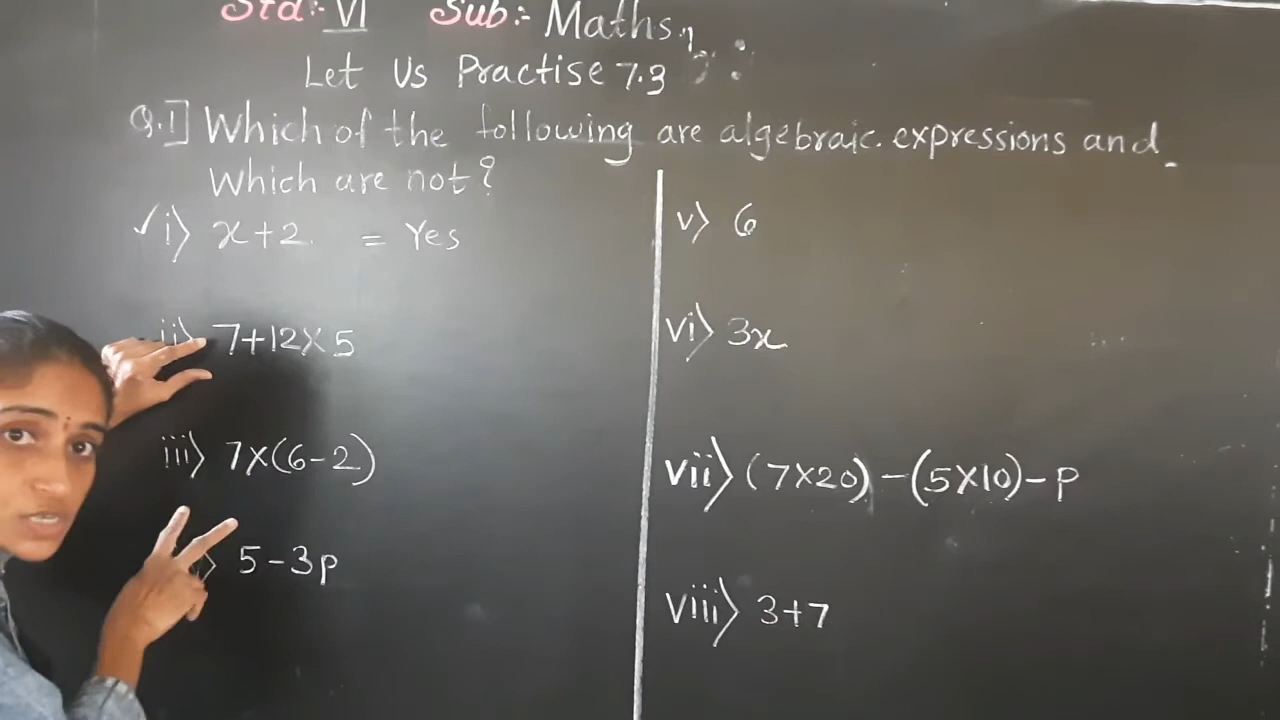 Std:- VI Sub:- Maths.
Let Us Practise 7.3
Q.1] Which of the following are algebraic expressions and
which are not?
✓ i) x+2 = Yes
ii) 7+12×5
iii) 7×(6-2)
5-3p
v) 6
vi) 3x
vii) (7×20)-(5×10)-p
viii) 3+7